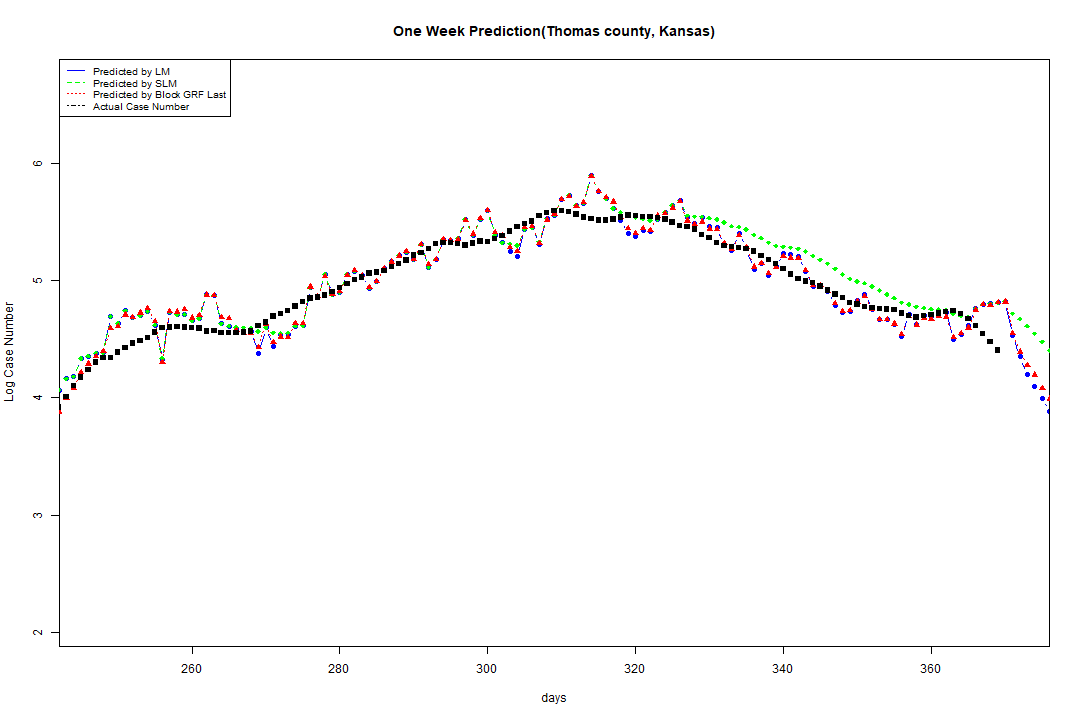 One Week Prediction(Thomas county, Kansas)
Predicted by LM
Predicted by SLM
Predicted by Block GRF Last
Actual Case Number
Log Case Number
6
5
4
3
2
260 280 300 320 340 360
days